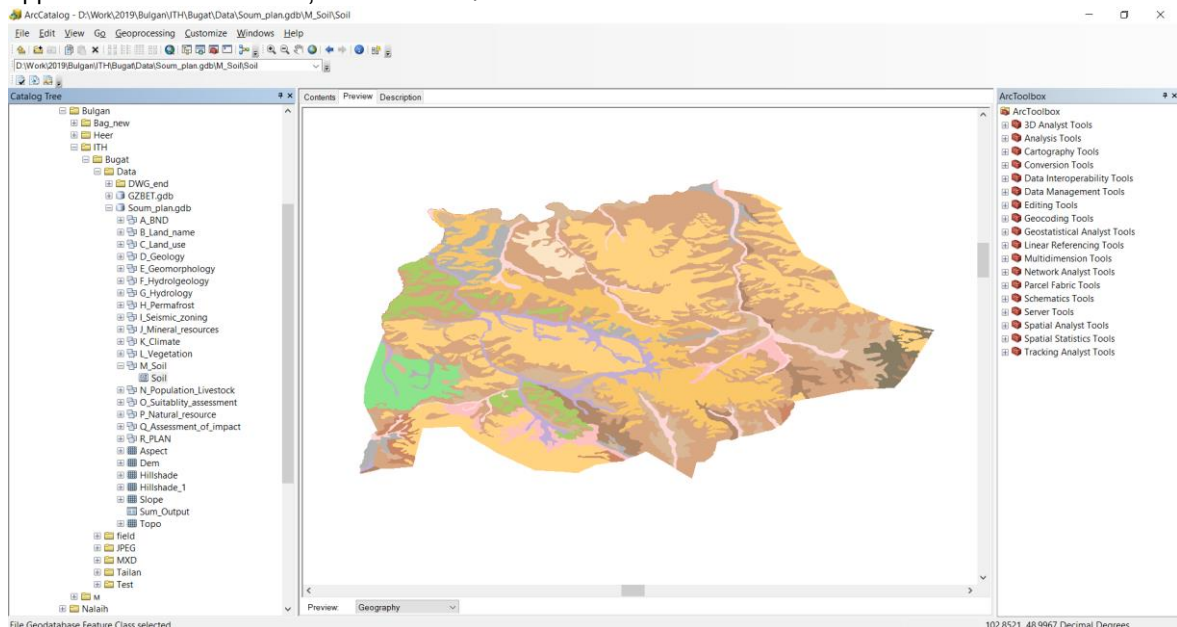 ArcCatalog - D:\Work\2019\Bulgan\ITH\Bugat\Data\Soum_plan.gdb\M_Soil\Soil
File Edit View Go Geoprocessing Customize Windows Help
D:\Work\2019\Bulgan\ITH\Bugat\Data\Soum_plan.gdb\M_Soil\Soil
Catalog Tree
Bulgan
Bag_new
Heer
ITH
Bugat
Data
DWG_end
GZBET.gdb
Soum_plan.gdb
A_BND
B_Land_name
C_Land_use
D_Geology
E_Geomorphology
F_Hydrolgeology
G_Hydrology
H_Permafrost
I_Seismic_zoning
J_Mineral_resources
K_Climate
L_Vegetation
M_Soil
Soil
N_Population_Livestock
O_Suitablity_assessment
P_Natural_resource
Q_Assessment_of_impact
R_PLAN
Aspect
Dem
Hillshade
Hillshade_1
Slope
Sum_Output
Topo
field
JPEG
MXD
Tailan
Test
M
Nalaih
Contents Preview Description
Preview: Geography
ArcToolbox
ArcToolbox
3D Analyst Tools
Analysis Tools
Cartography Tools
Conversion Tools
Data Interoperability Tools
Data Management Tools
Editing Tools
Geocoding Tools
Geostatistical Analyst Tools
Linear Referencing Tools
Multidimension Tools
Network Analyst Tools
Parcel Fabric Tools
Schematics Tools
Server Tools
Spatial Analyst Tools
Spatial Statistics Tools
Tracking Analyst Tools
File Geodatabase Feature Class selected
102.8521 48.9967 Decimal Degrees